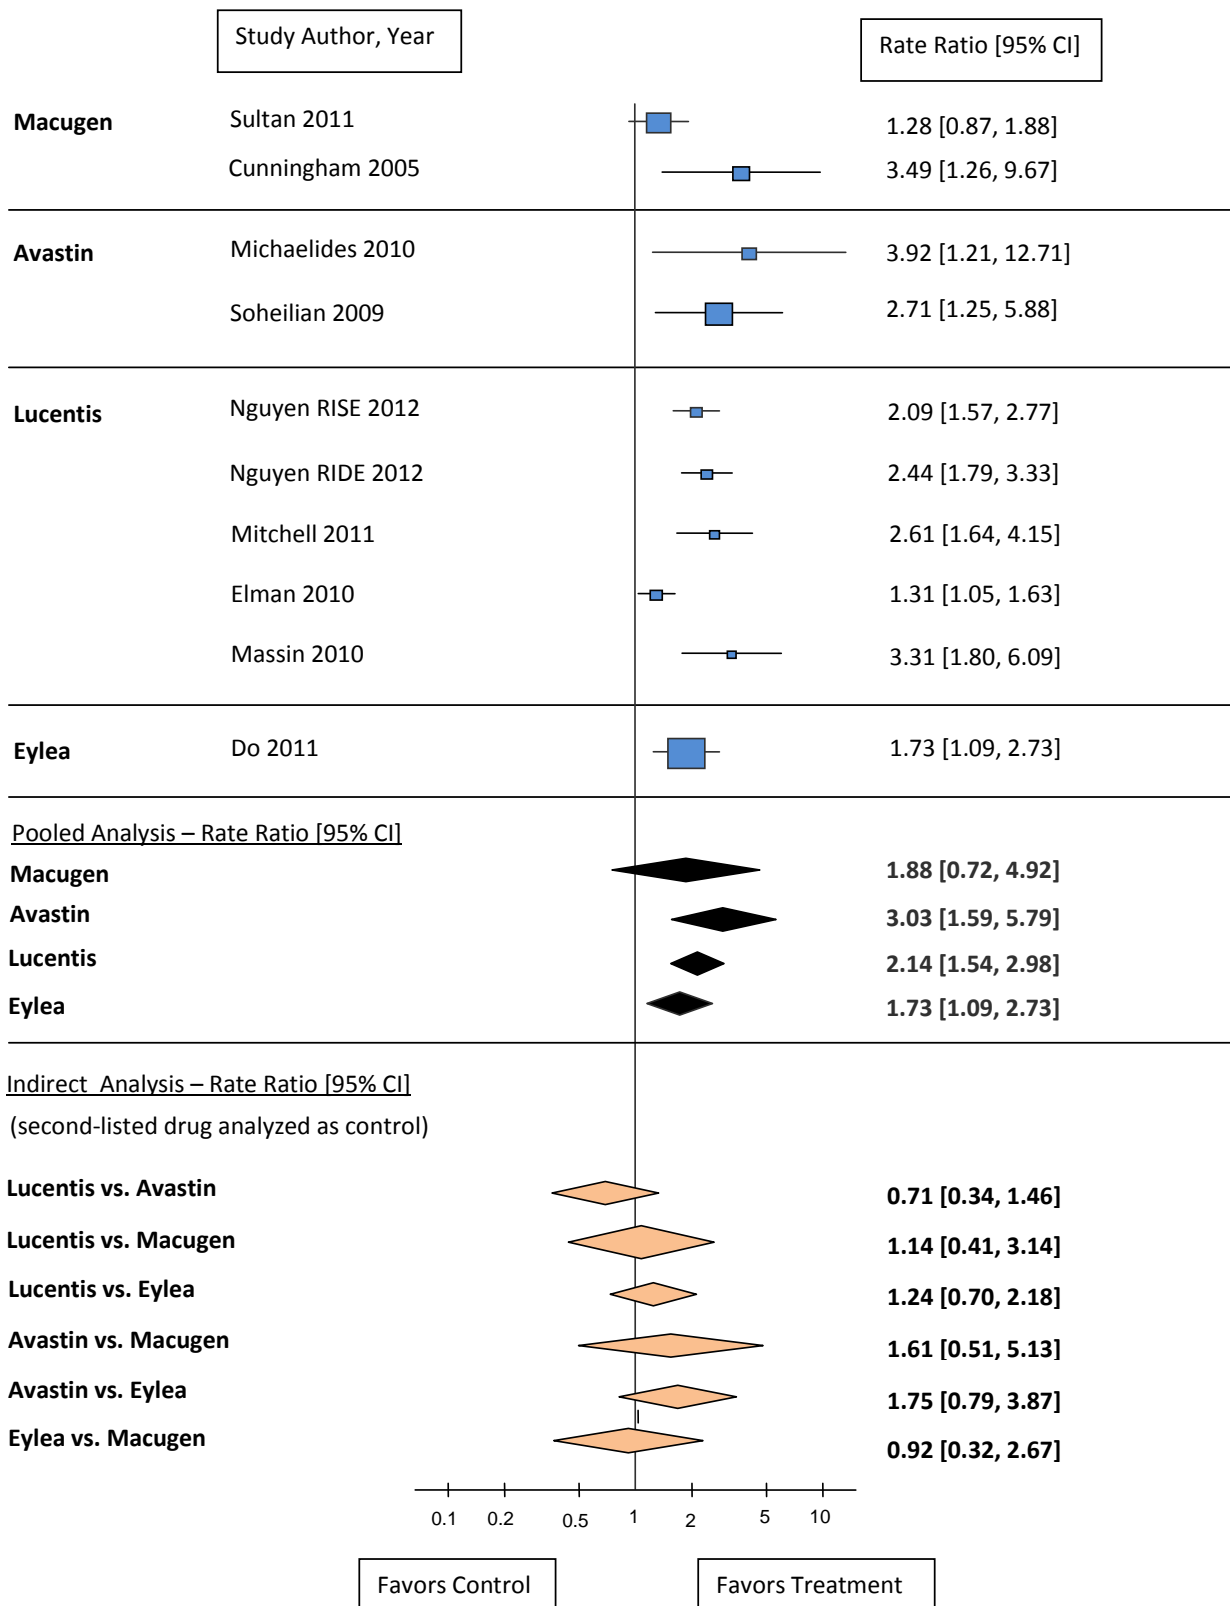 Study Author, Year
Rate Ratio [95% CI]
Macugen
Sultan 2011
1.28 [0.87, 1.88]
Cunningham 2005
3.49 [1.26, 9.67]
Avastin
Michaelides 2010
3.92 [1.21, 12.71]
Soheilian 2009
2.71 [1.25, 5.88]
Lucentis
Nguyen RISE 2012
2.09 [1.57, 2.77]
Nguyen RIDE 2012
2.44 [1.79, 3.33]
Mitchell 2011
2.61 [1.64, 4.15]
Elman 2010
1.31 [1.05, 1.63]
Massin 2010
3.31 [1.80, 6.09]
Eylea
Do 2011
1.73 [1.09, 2.73]
Pooled Analysis – Rate Ratio [95% CI]
Macugen
1.88 [0.72, 4.92]
Avastin
3.03 [1.59, 5.79]
Lucentis
2.14 [1.54, 2.98]
Eylea
1.73 [1.09, 2.73]
Indirect Analysis – Rate Ratio [95% CI]
(second-listed drug analyzed as control)
Lucentis vs. Avastin
0.71 [0.34, 1.46]
Lucentis vs. Macugen
1.14 [0.41, 3.14]
Lucentis vs. Eylea
1.24 [0.70, 2.18]
Avastin vs. Macugen
1.61 [0.51, 5.13]
Avastin vs. Eylea
1.75 [0.79, 3.87]
Eylea vs. Macugen
0.92 [0.32, 2.67]
0.1 0.2 0.5 1 2 5 10
Favors Control
Favors Treatment